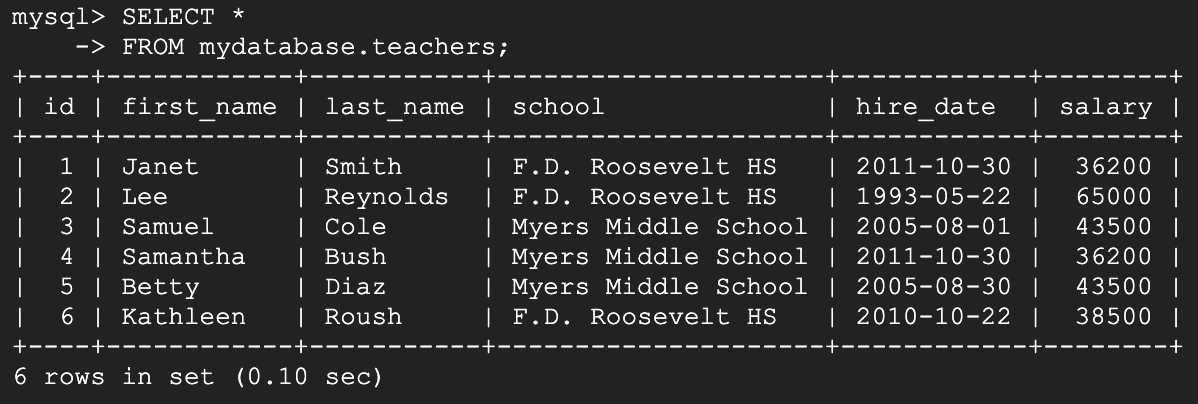 mysql> SELECT *
    -> FROM mydatabase.teachers;
+----+------------+-----------+---------------------+------------+--------+
| id | first_name | last_name | school              | hire_date  | salary |
+----+------------+-----------+---------------------+------------+--------+
|  1 | Janet      | Smith     | F.D. Roosevelt HS   | 2011-10-30 |  36200 |
|  2 | Lee        | Reynolds  | F.D. Roosevelt HS   | 1993-05-22 |  65000 |
|  3 | Samuel     | Cole      | Myers Middle School | 2005-08-01 |  43500 |
|  4 | Samantha   | Bush      | Myers Middle School | 2011-10-30 |  36200 |
|  5 | Betty      | Diaz      | Myers Middle School | 2005-08-30 |  43500 |
|  6 | Kathleen   | Roush     | F.D. Roosevelt HS   | 2010-10-22 |  38500 |
+----+------------+-----------+---------------------+------------+--------+
6 rows in set (0.10 sec)